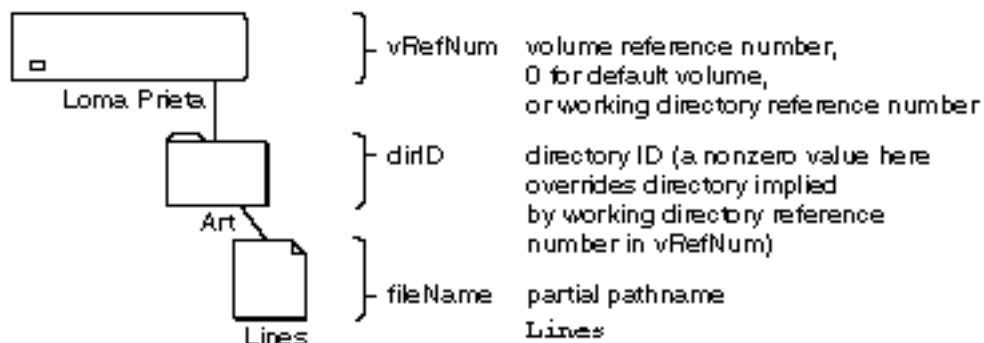 vRefNum volume reference number,
0 for default volume,
or working directory reference number
Loma Prieta
dirID directory ID (a nonzero value here
overrides directory implied
by working directory reference
number in vRefNum)
Art
fileName partial pathname
Lines
Lines